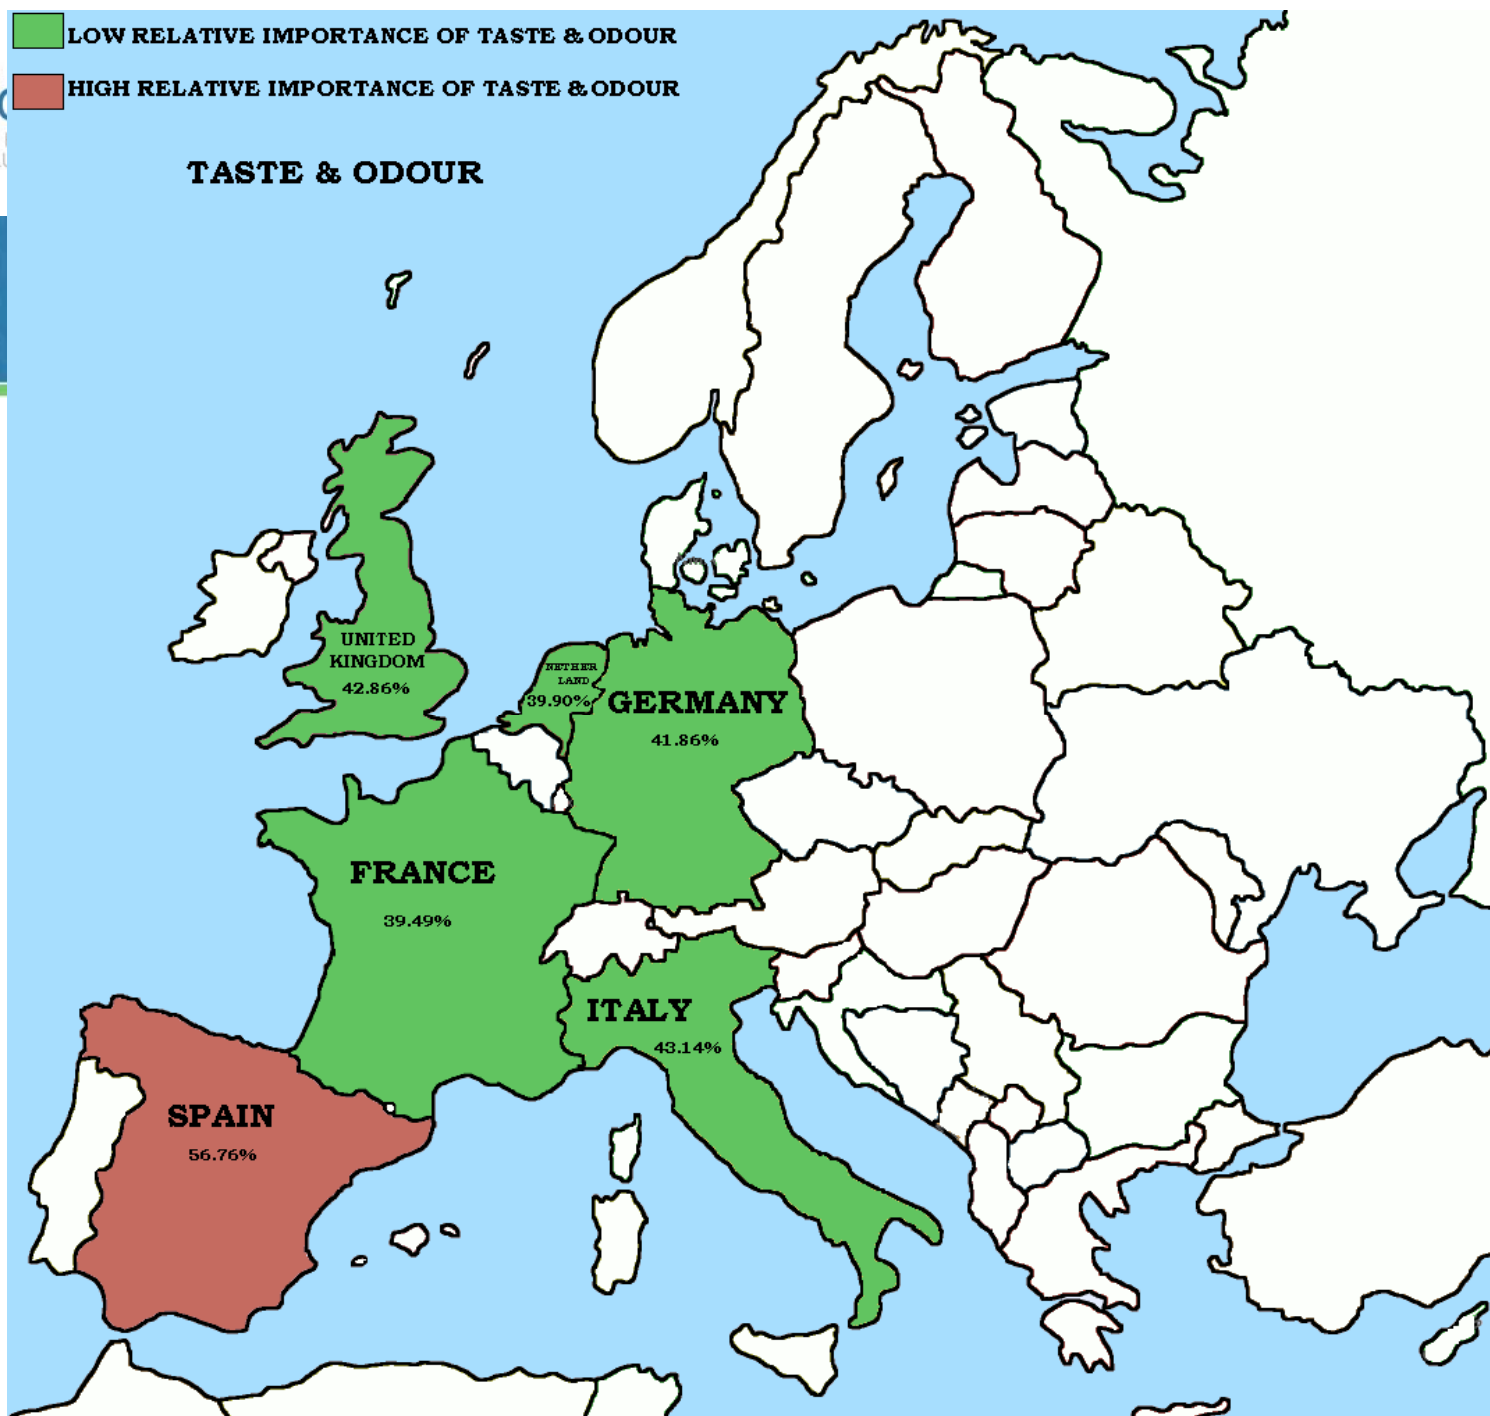 LOW RELATIVE IMPORTANCE OF TASTE & ODOUR
HIGH RELATIVE IMPORTANCE OF TASTE & ODOUR
TASTE & ODOUR
UNITED
KINGDOM
42.86%
NETHER
LAND
39.90%
GERMANY
41.86%
FRANCE
39.49%
ITALY
43.14%
SPAIN
56.76%